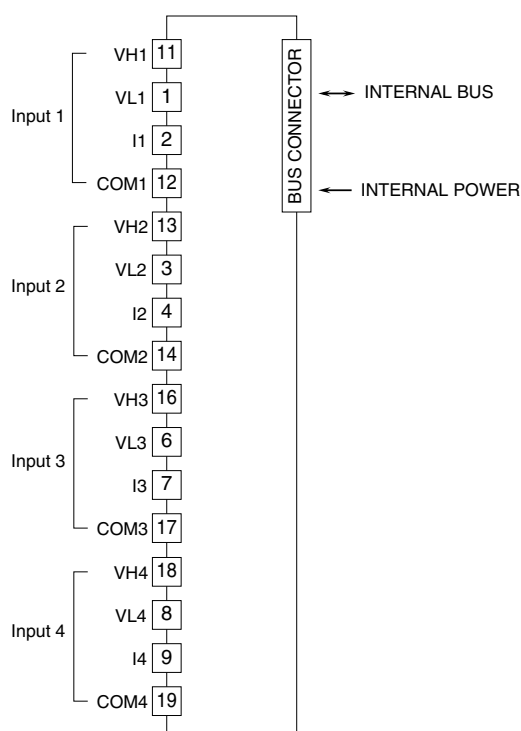 VH1 11
VL1 1
Input 1
I1 2
COM1 12
VH2 13
VL2 3
Input 2
I2 4
COM2 14
VH3 16
VL3 6
Input 3
I3 7
COM3 17
VH4 18
VL4 8
Input 4
I4 9
COM4 19
BUS CONNECTOR
INTERNAL BUS
INTERNAL POWER